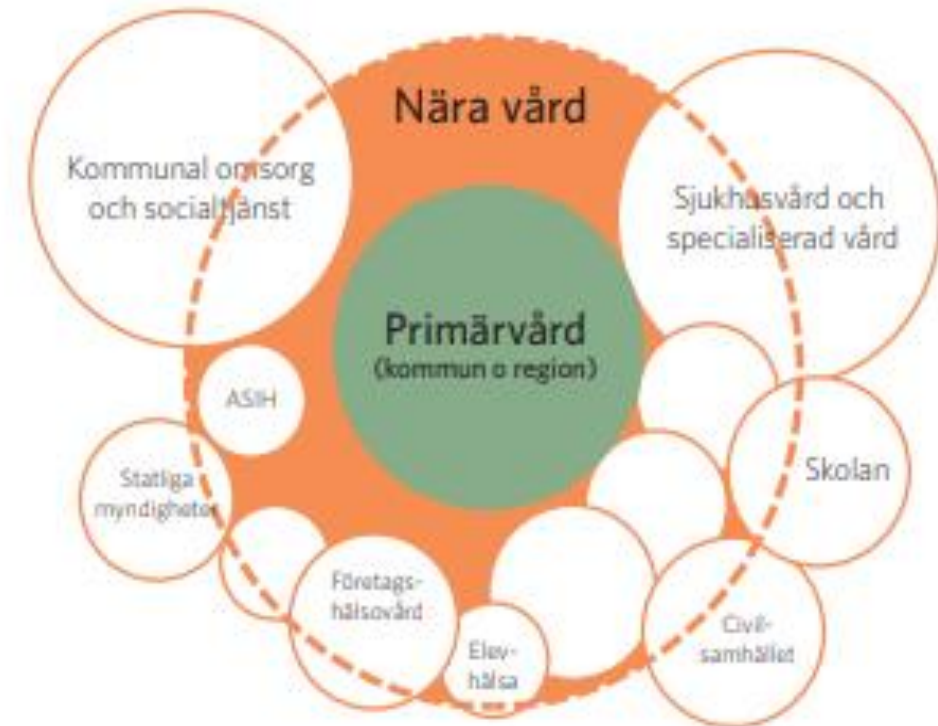 Nära vård
Kommunal omsorg
och socialtjänst
Sjukhusvård och
specialiserad vård
Primärvård
(kommun o region)
ASIH
Statliga
myndigheter
Skolan
Företags-
hälsovård
Elev-
hälsa
Civil-
samhället